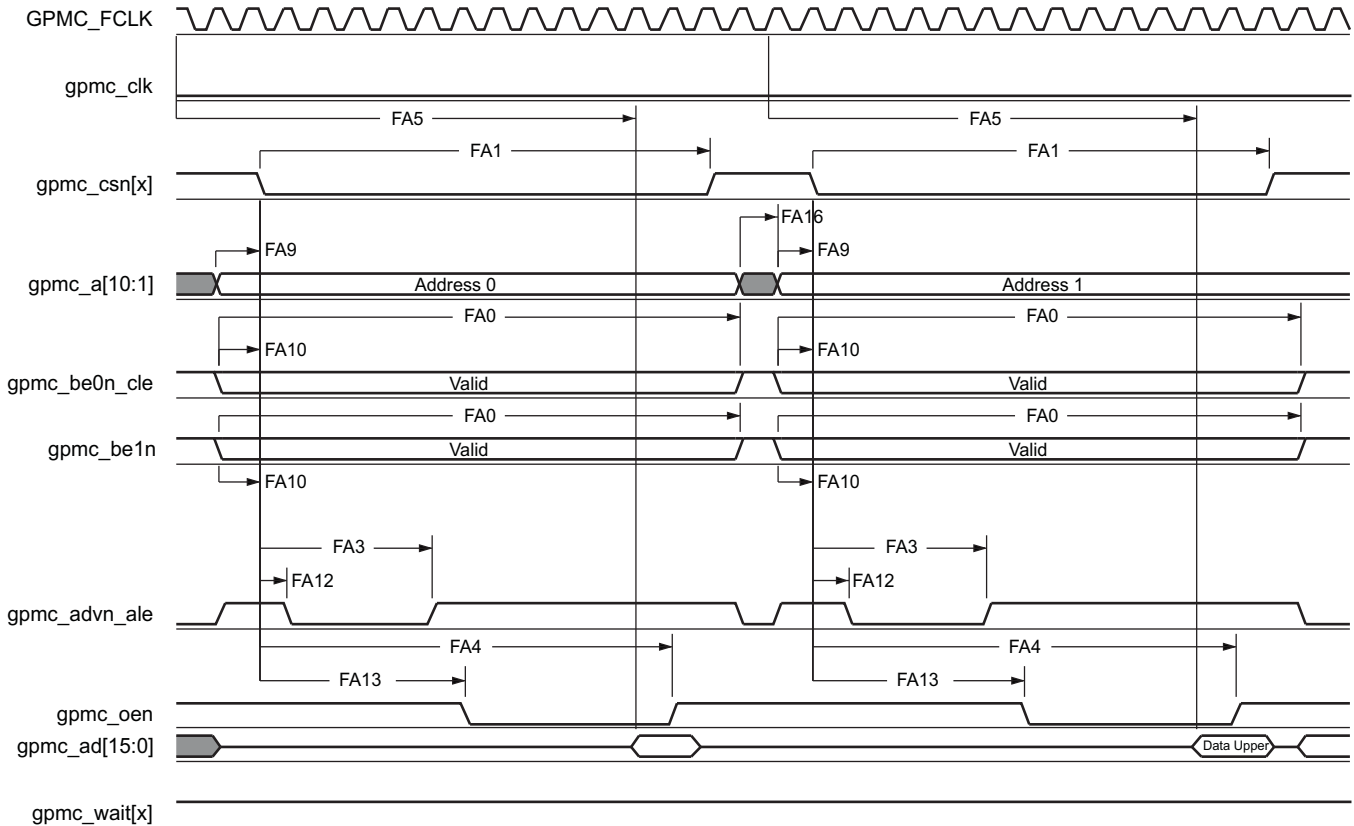 GPMC_FCLK
gpmc_clk
FA5 FA5
FA1 FA1
gpmc_csn[x]
FA16
FA9 FA9
gpmc_a[10:1] Address 0 Address 1
FA0 FA0
FA10 FA10
gpmc_be0n_cle Valid Valid
FA0 FA0
gpmc_be1n Valid Valid
FA10 FA10
FA3 FA3
FA12 FA12
gpmc_advn_ale
FA4 FA4
FA13 FA13
gpmc_oen
gpmc_ad[15:0] Data Upper
gpmc_wait[x]